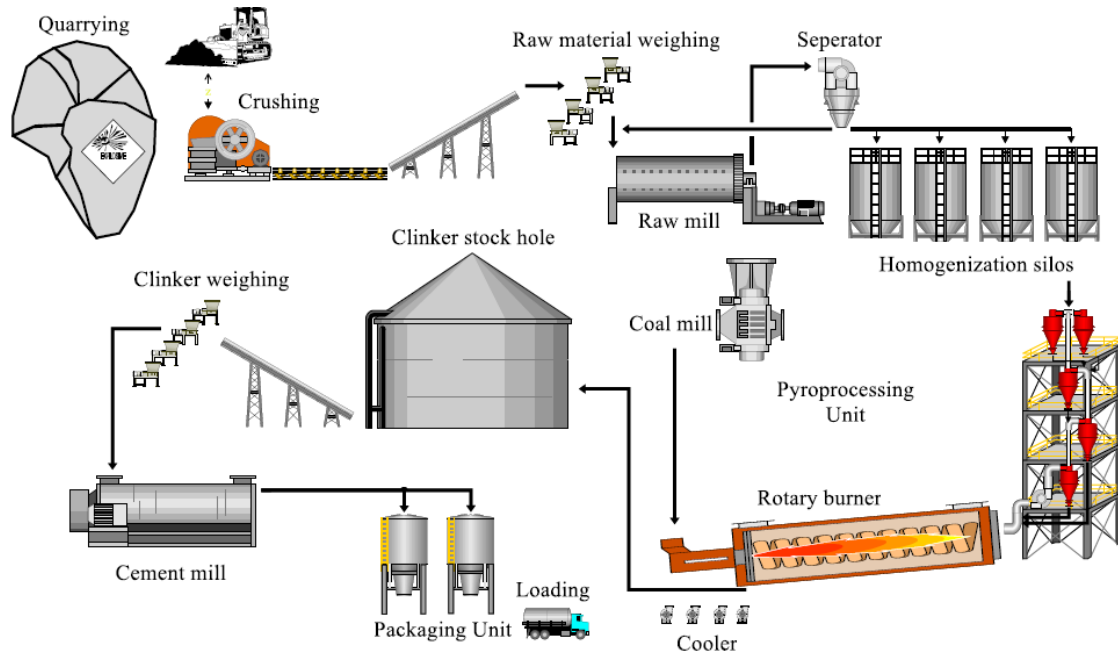 Quarrying
Crushing
Raw material weighing
Seperator
Raw mill
Homogenization silos
Clinker stock hole
Clinker weighing
Coal mill
Pyroprocessing
Unit
Rotary burner
Cement mill
Packaging Unit
Loading
Cooler